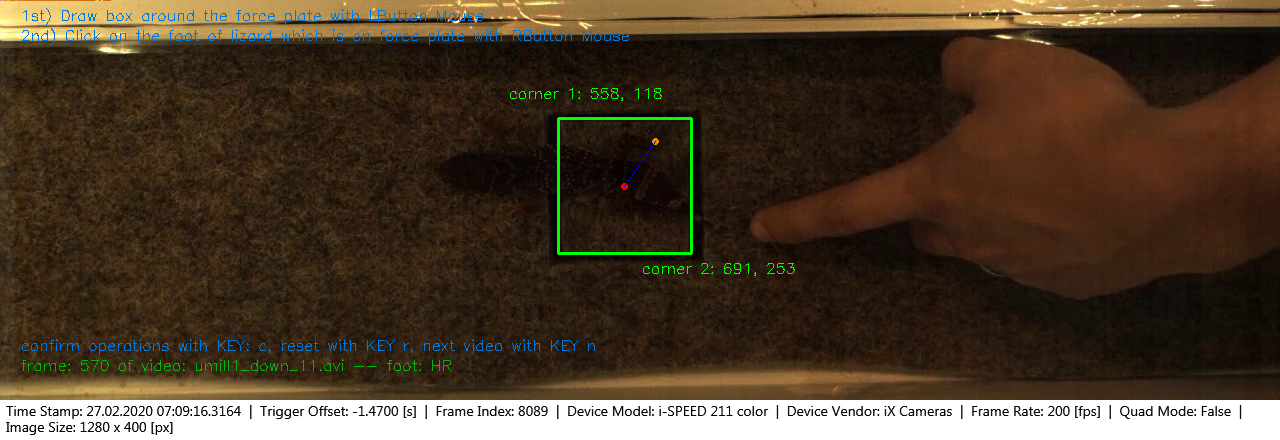 1st) Draw box around the force plate with LButton Mouse
2nd) Click on the foot of lizard which is on force plate with RButton Mouse
corner 1: 558, 118
corner 2: 691, 253
confirm operations with KEY: c, reset with KEY r, next video with KEY n
frame: 570 of video: umill1_down_11.avi -- foot: HR
Time Stamp: 27.02.2020 07:09:16.3164 | Trigger Offset: -1.4700 [s] | Frame Index: 8089 | Device Model: i-SPEED 211 color | Device Vendor: iX Cameras | Frame Rate: 200 [fps] | Quad Mode: False |
Image Size: 1280 x 400 [px]